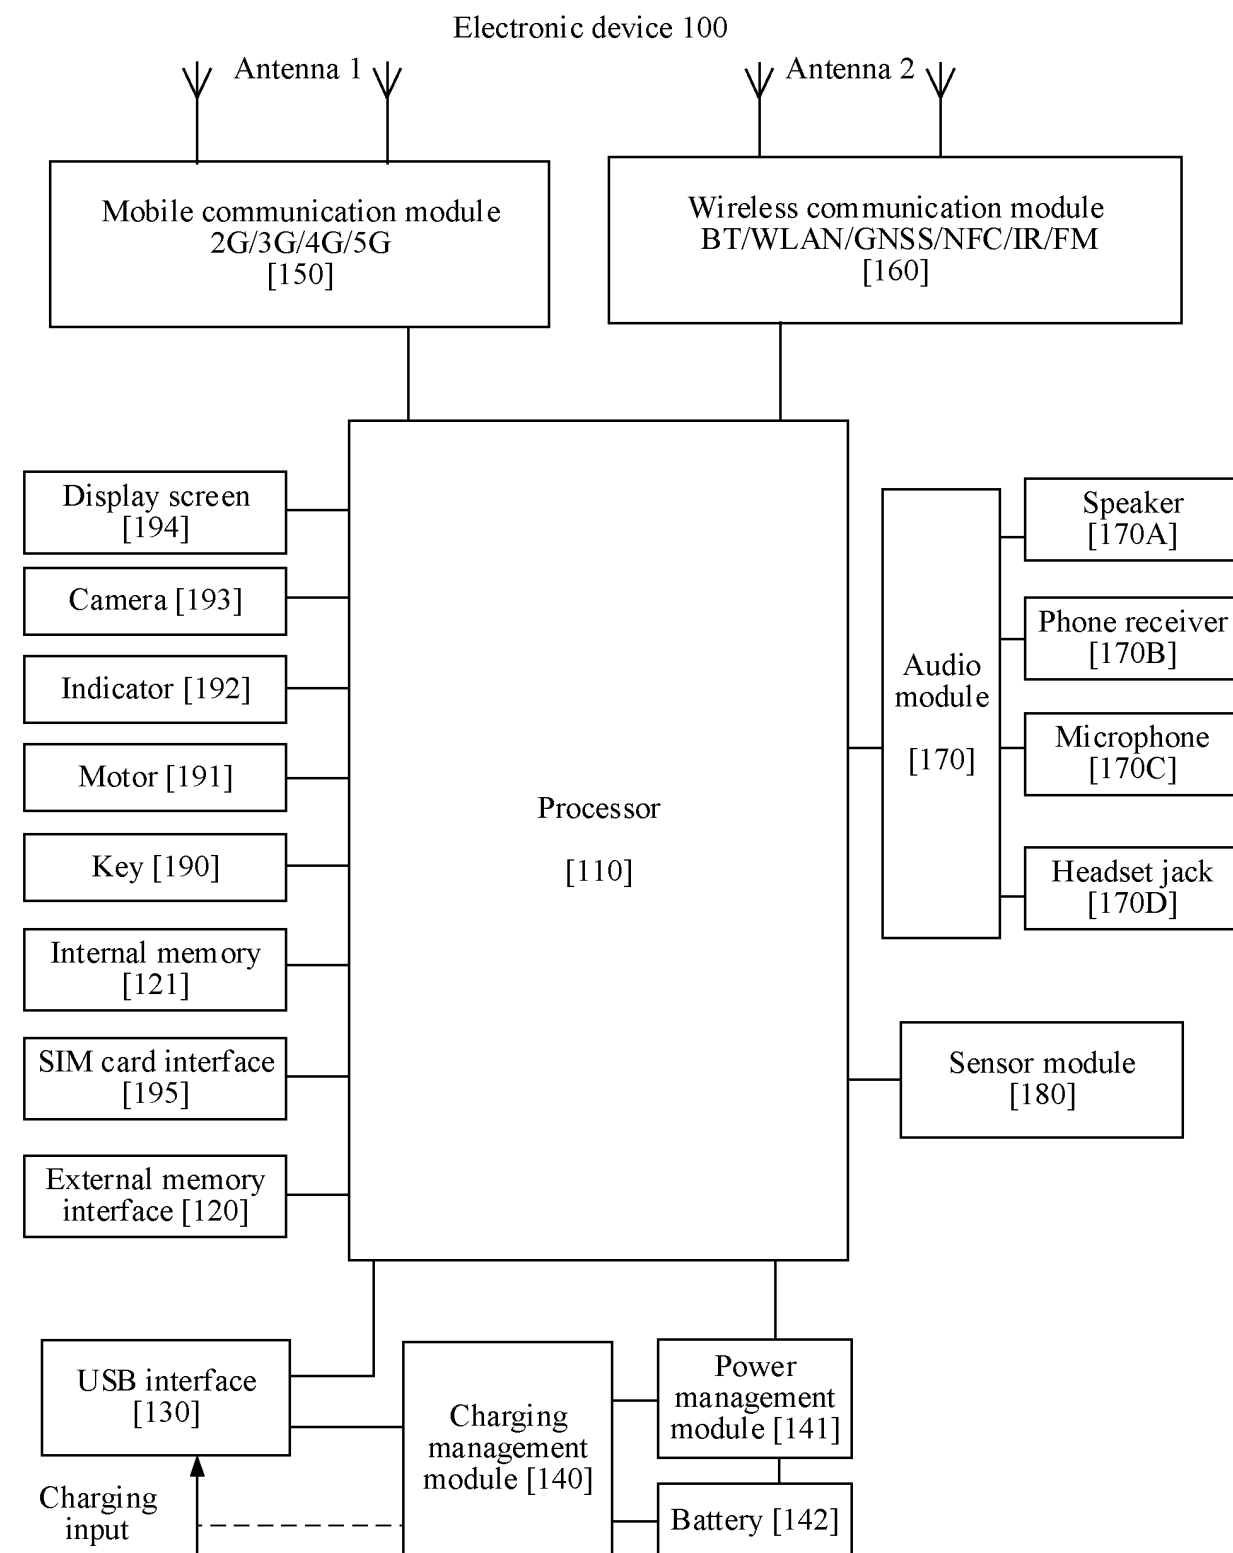 Electronic device 100
Antenna 1
Antenna 2
Mobile communication module
2G/3G/4G/5G
[150]
Wireless communication module
BT/WLAN/GNSS/NFC/IR/FM
[160]
Display screen
[194]
Camera [193]
Indicator [192]
Motor [191]
Key [190]
Internal memory
[121]
SIM card interface
[195]
External memory
interface [120]
Processor
[110]
Audio
module
[170]
Speaker
[170A]
Phone receiver
[170B]
Microphone
[170C]
Headset jack
[170D]
Sensor module
[180]
USB interface
[130]
Charging
management
module [140]
Power
management
module [141]
Battery [142]
Charging
input